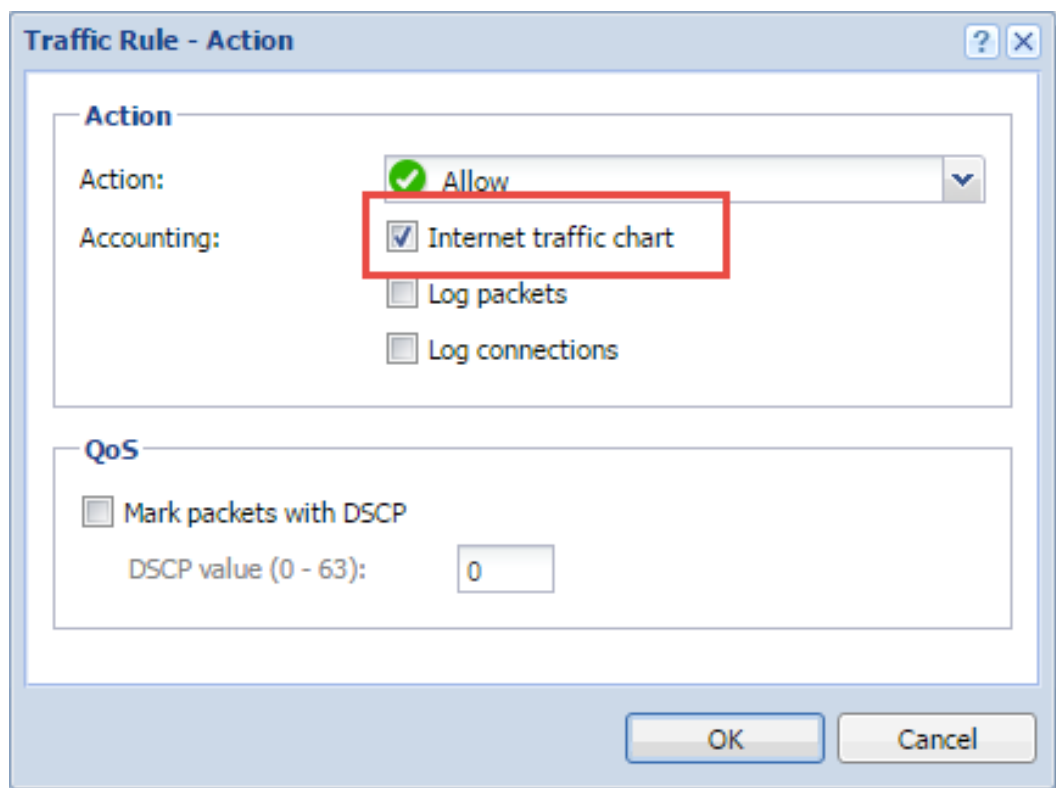 Traffic Rule - Action
Action
Action: Allow
Accounting: Internet traffic chart
Log packets
Log connections
QoS
Mark packets with DSCP
DSCP value (0 - 63): 0
OK Cancel